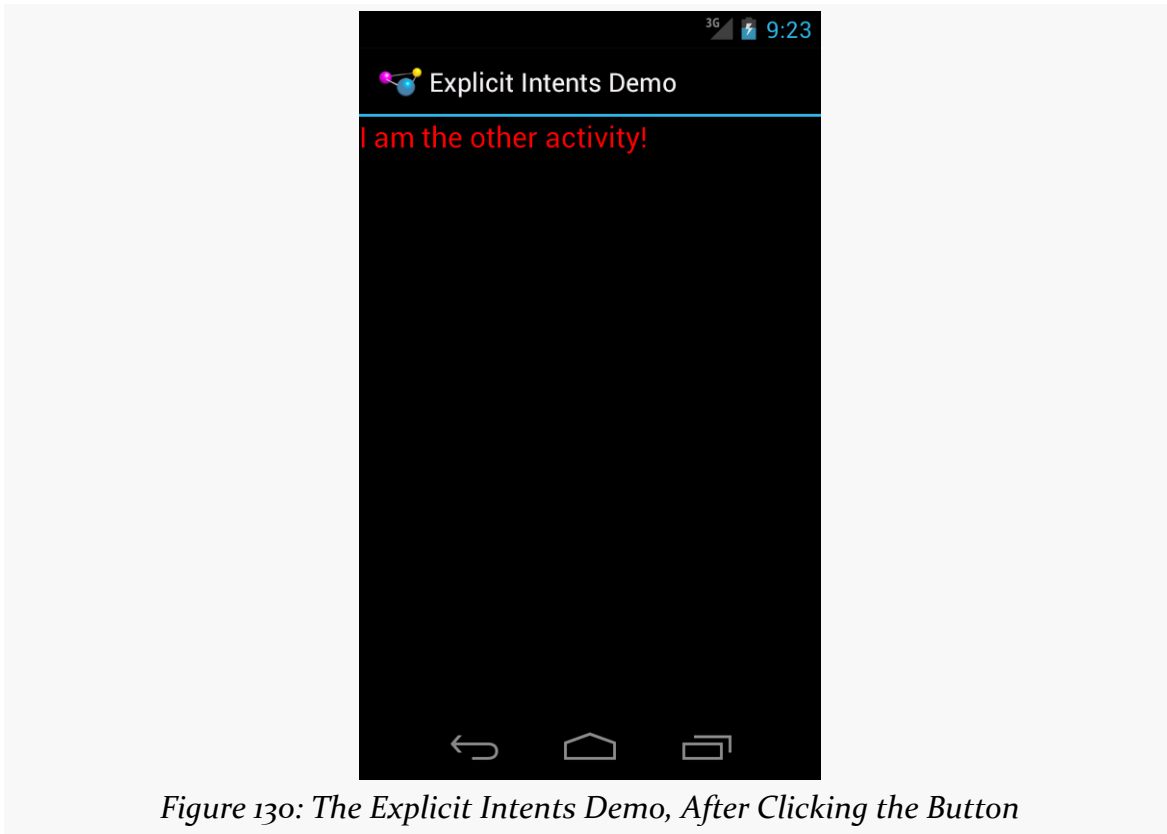 3G 9:23
Explicit Intents Demo
I am the other activity!
Figure 130: The Explicit Intents Demo, After Clicking the Button